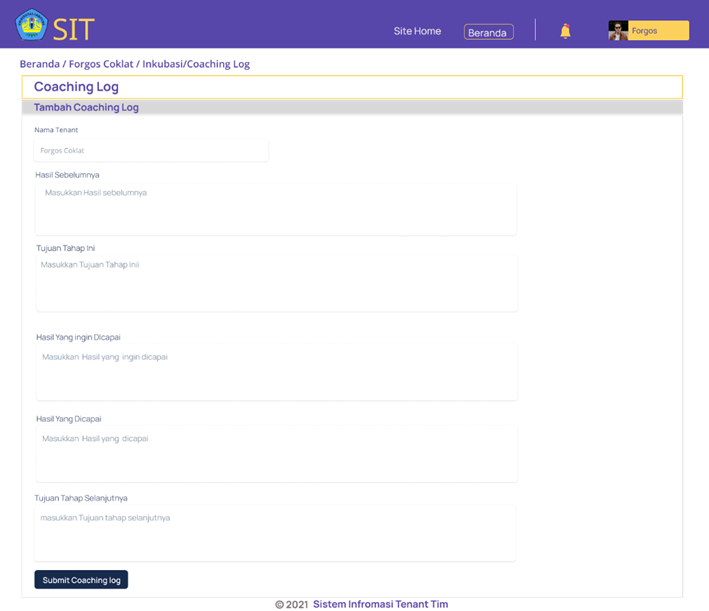 SIT
Site Home
Beranda
Forgos
Beranda / Forgos Coklat / Inkubasi/Coaching Log
Coaching Log
Tambah Coaching Log
Nama Tenant
Forgos Coklat
Hasil Sebelumnya
Masukkan Hasil sebelumnya
Tujuan Tahap Ini
Masukkan Tujuan Tahap Inii
Hasil Yang ingin DIcapai
Masukkan Hasil yang ingin dicapai
Hasil Yang Dicapai
Masukkan Hasil yang dicapai
Tujuan Tahap Selanjutnya
masukkan Tujuan tahap selanjutnya
Submit Coaching log
© 2021 Sistem Infromasi Tenant Tim